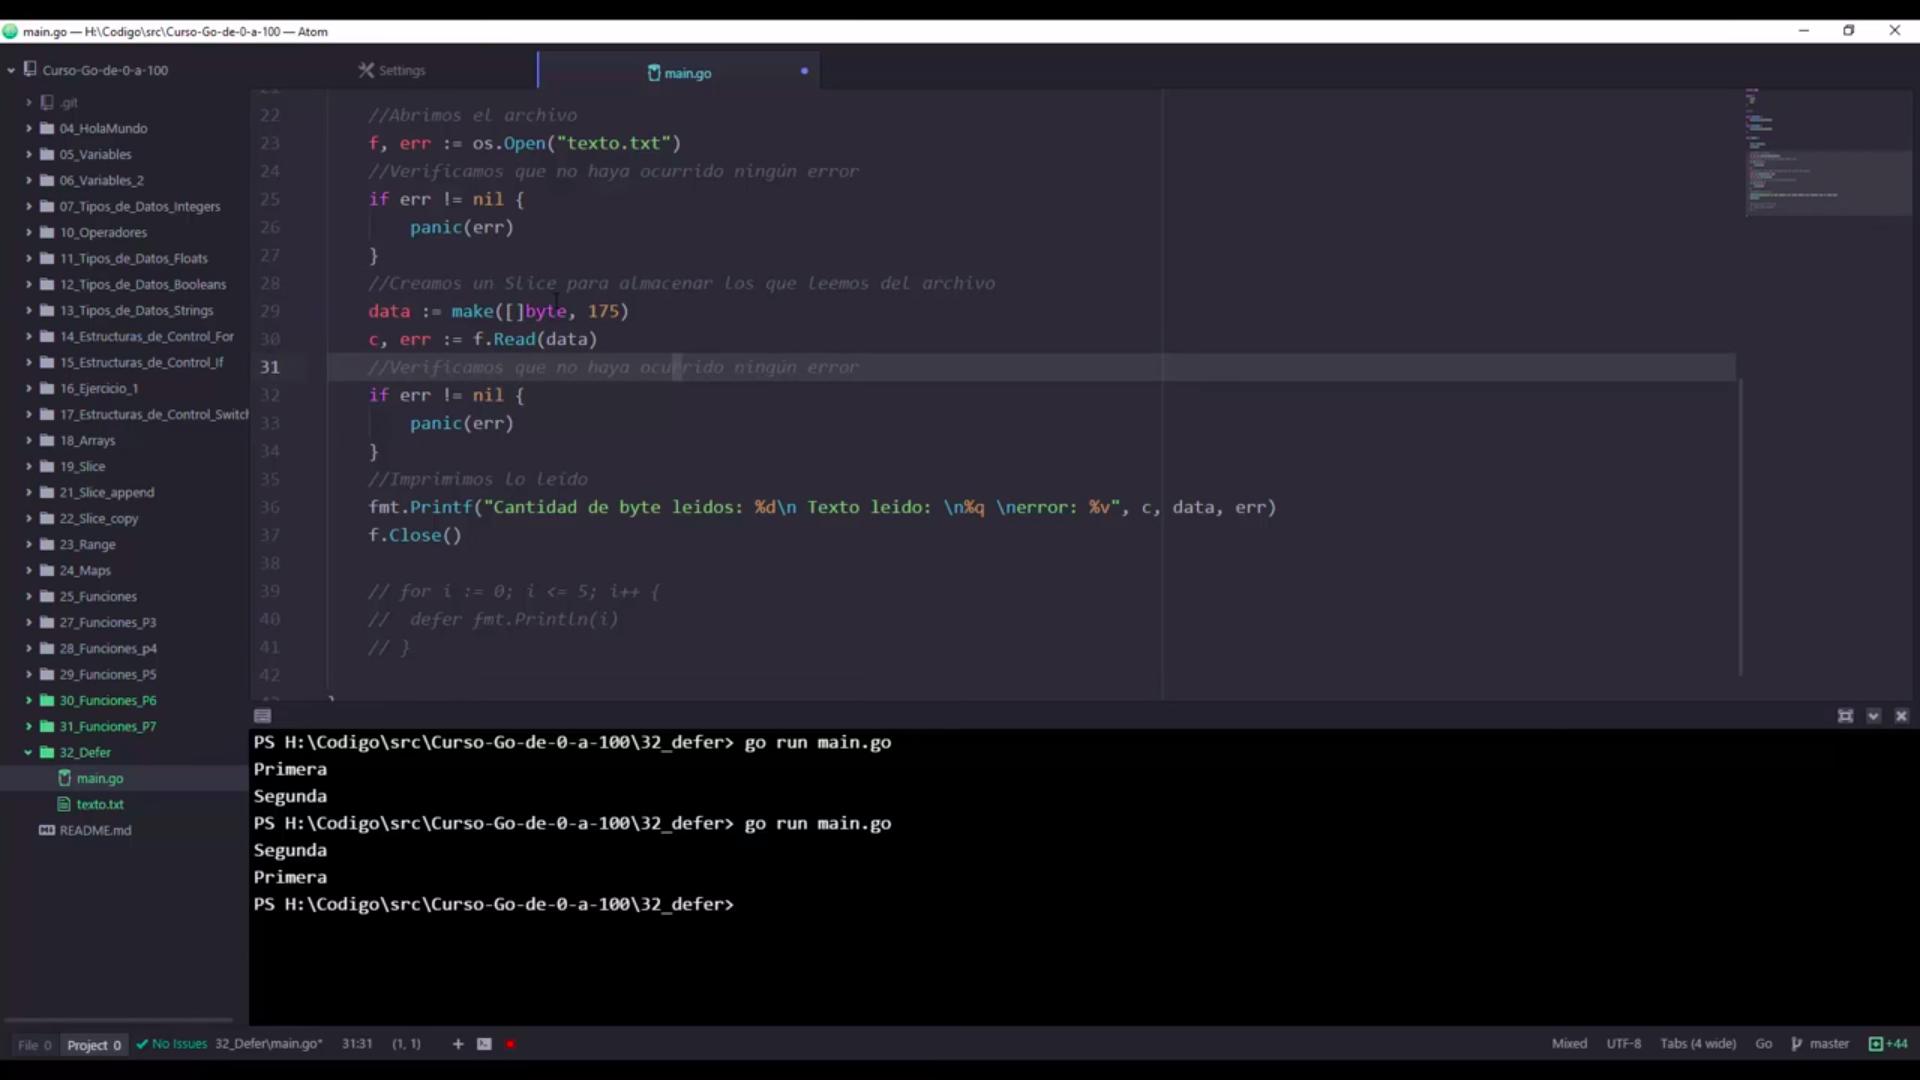 main.go — H:\Codigo\src\Curso-Go-de-0-a-100 — Atom
Curso-Go-de-0-a-100
.git
04_HolaMundo
05_Variables
06_Variables_2
07_Tipos_de_Datos_Integers
10_Operadores
11_Tipos_de_Datos_Floats
12_Tipos_de_Datos_Booleans
13_Tipos_de_Datos_Strings
14_Estructuras_de_Control_For
15_Estructuras_de_Control_If
16_Ejercicio_1
17_Estructuras_de_Control_Switch
18_Arrays
19_Slice
21_Slice_append
22_Slice_copy
23_Range
24_Maps
25_Funciones
27_Funciones_P3
28_Funciones_p4
29_Funciones_P5
30_Funciones_P6
31_Funciones_P7
32_Defer
main.go
texto.txt
README.md
Settings
main.go
21
22 //Abrimos el archivo
23 f, err := os.Open("texto.txt")
24 //Verificamos que no haya ocurrido ningún error
25 if err != nil {
26 panic(err)
27 }
28 //Creamos un Slice para almacenar los que leemos del archivo
29 data := make([]byte, 175)
30 c, err := f.Read(data)
31 //Verificamos que no haya ocurrido ningún error
32 if err != nil {
33 panic(err)
34 }
35 //Imprimimos lo leído
36 fmt.Printf("Cantidad de byte leidos: %d\n Texto leido: \n%q \nerror: %v", c, data, err)
37 f.Close()
38
39 // for i := 0; i <= 5; i++ {
40 // defer fmt.Println(i)
41 // }
42
PS H:\Codigo\src\Curso-Go-de-0-a-100\32_defer> go run main.go
Primera
Segunda
PS H:\Codigo\src\Curso-Go-de-0-a-100\32_defer> go run main.go
Segunda
Primera
PS H:\Codigo\src\Curso-Go-de-0-a-100\32_defer>
File 0 Project 0 No Issues 32_Defer\main.go* 31:31 (1, 1) + Mixed UTF-8 Tabs (4 wide) Go master +44